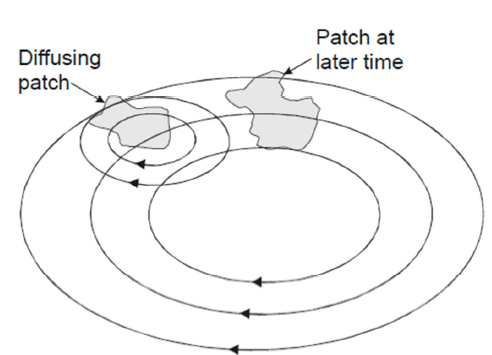 Diffusing
patch
Patch at
later time